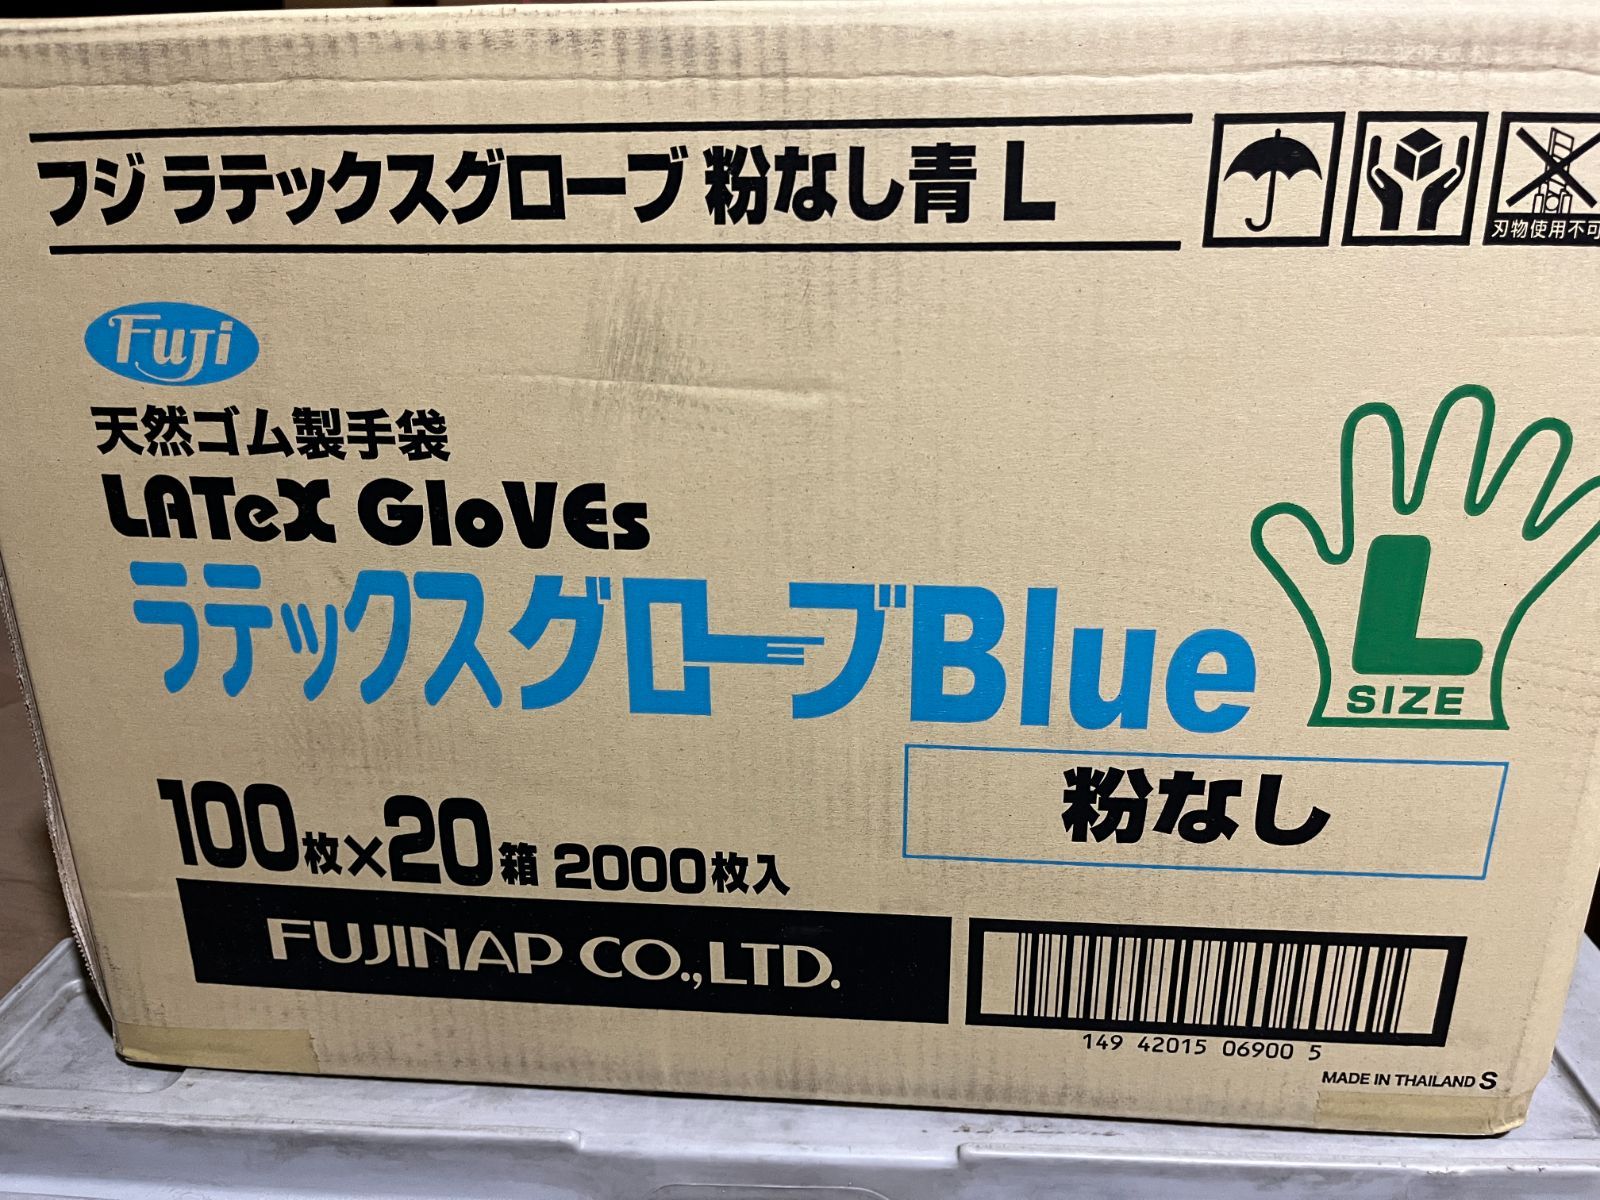 フジ ラテックスグローブ 粉なし青 L
刃物使用不可
Fuji
天然ゴム製手袋
LATeX GloVEs
ラテックスグローブBlue
L
SIZE
粉なし
100枚×20箱 2000枚入
FUJINAP CO.,LTD.
149 42015 06900 5
MADE IN THAILAND S